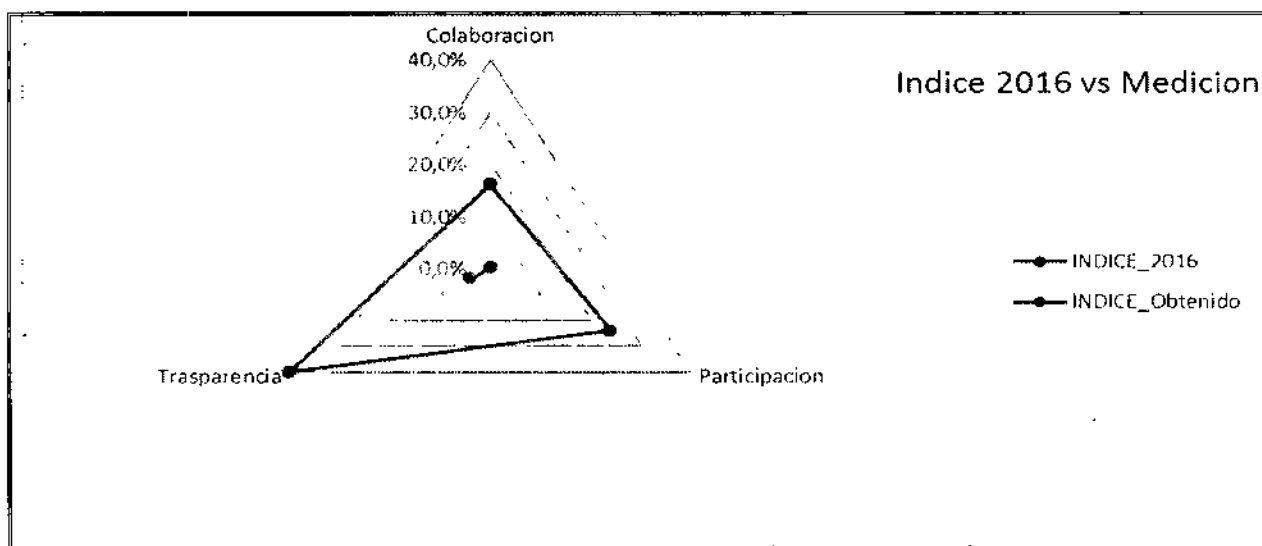 Colaboracion
40,0%
Indice 2016 vs Medicion
30,0%
20,0%
10,0%
0,0%
INDICE_2016
INDICE_Obtenido
Trasparencia
Participacion